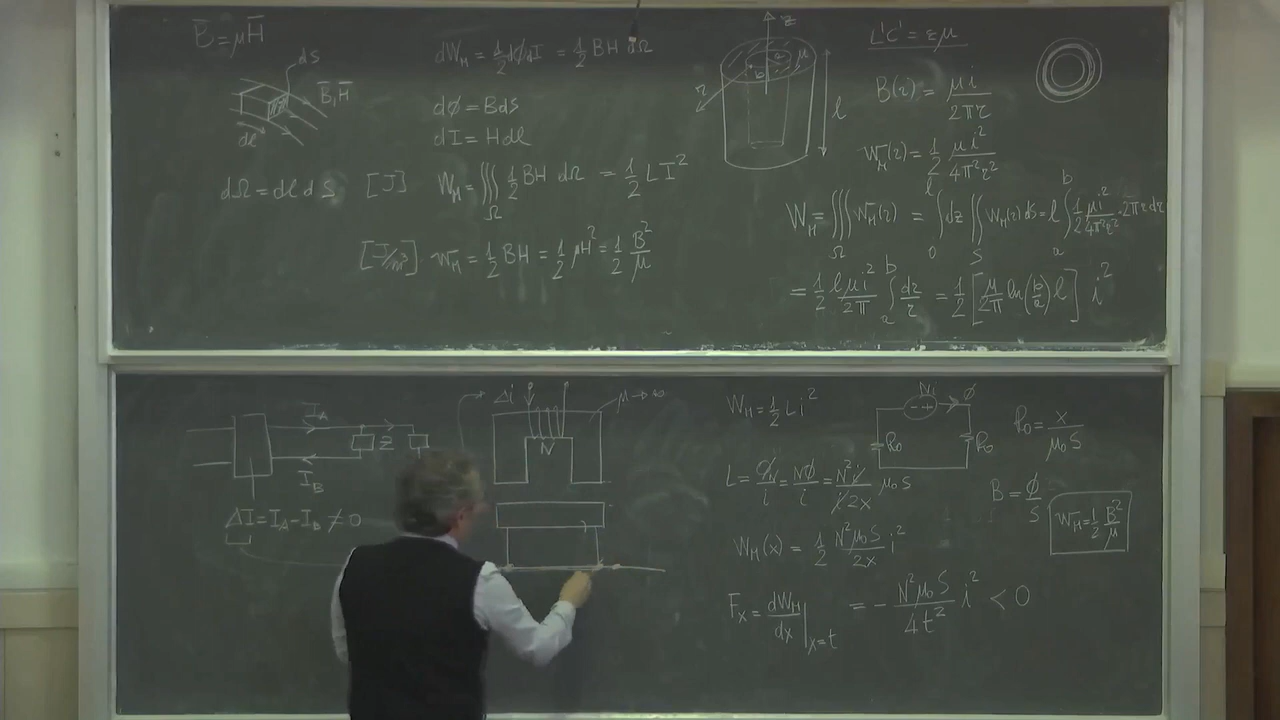 B̅ = μH̅
dS
B̅, H̅
dl
dΩ = dl dS
dW_H = 1/2 dϕ dI = 1/2 BH dΩ
dϕ = B dS
dI = H dl
[J] W_H = ∭_Ω 1/2 BH dΩ = 1/2 L I²
[J/m³] w_H = 1/2 BH = 1/2 μH² = 1/2 B²/μ
z
r
a
b
μ
l
L'C' = εμ
B(r) = μi/2πr
w_H(r) = 1/2 μi²/4π²r²
W_H = ∭_Ω w_H(r) = ∫_0^l dz ∬_S w_H(r) dS = l ∫_a^b 1/2 μi²/4π²r² · 2πr dr
= 1/2 lμi²/2π ∫_a^b dr/r = 1/2 [μ/2π ln(b/a) l] i²
I_A
Z
I_B
ΔI = I_A - I_B ≠ 0
Δi
N
μ → ∞
W_H = 1/2 L i²
Ni
- +
ϕ
R₀
R₀
R₀ = x/μ₀S
L = ϕ_N/i = Nϕ/i = N²i/i2x μ₀S
B = ϕ/S
w_H = 1/2 B²/μ
W_H(x) = 1/2 N²μ₀S/2x i²
F_x = dW_H/dx |_x=t = - N²μ₀S/4t² i² < 0